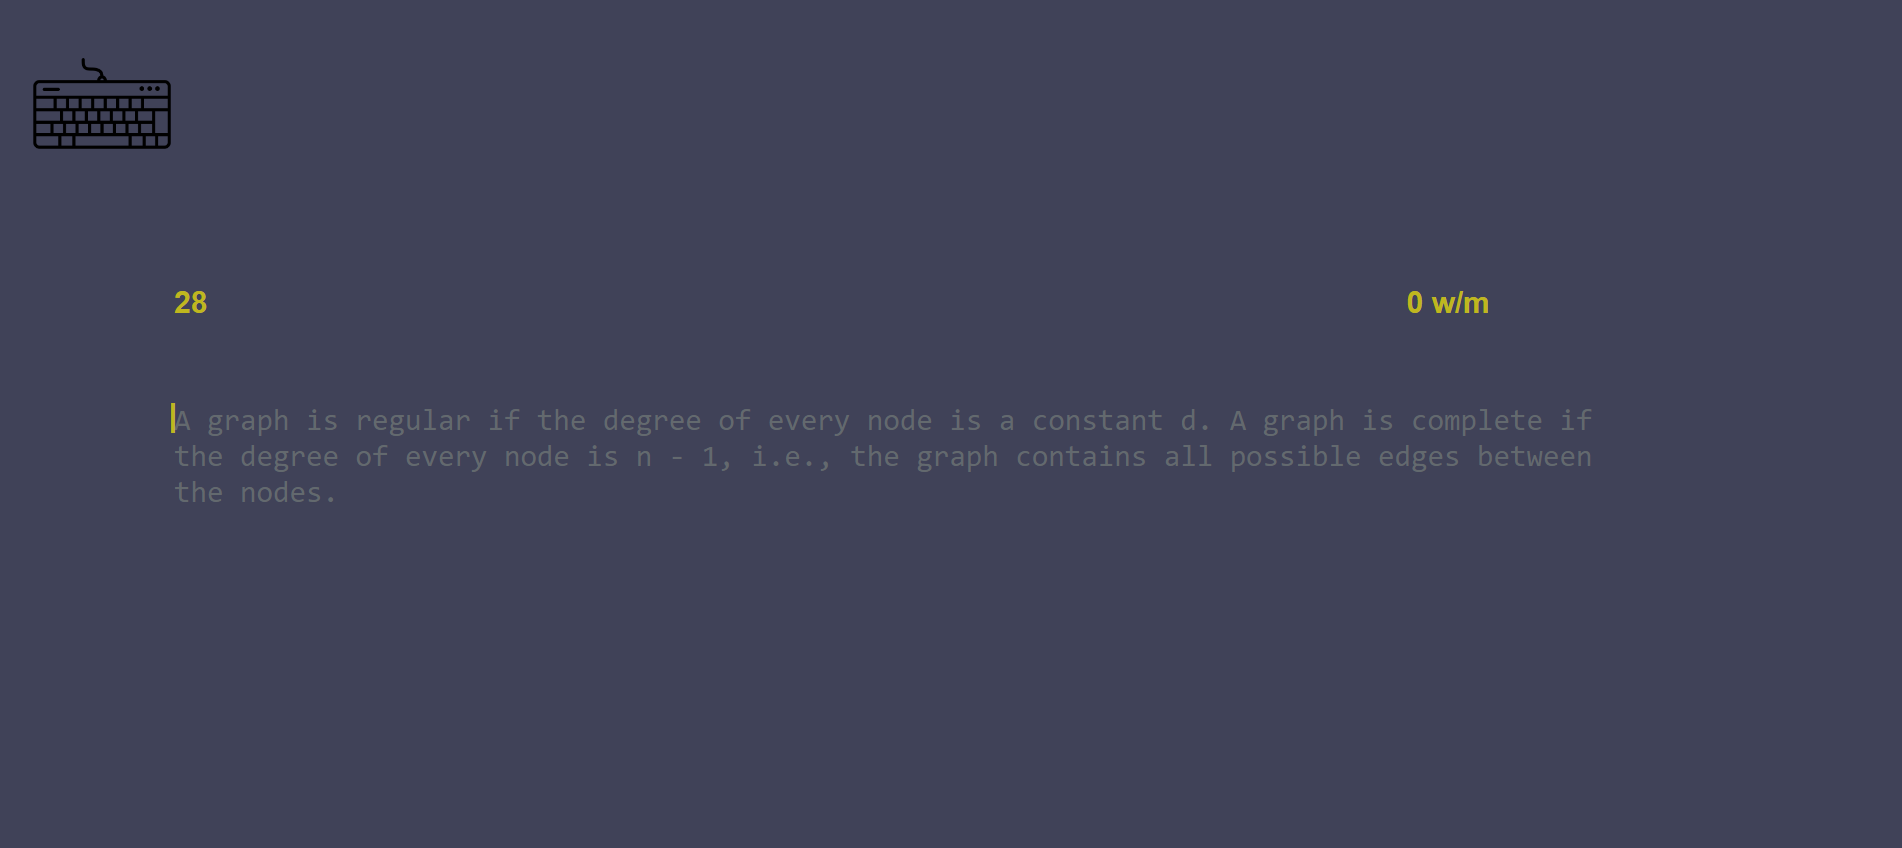 28
0 w/m
A graph is regular if the degree of every node is a constant d. A graph is complete if
the degree of every node is n - 1, i.e., the graph contains all possible edges between
the nodes.